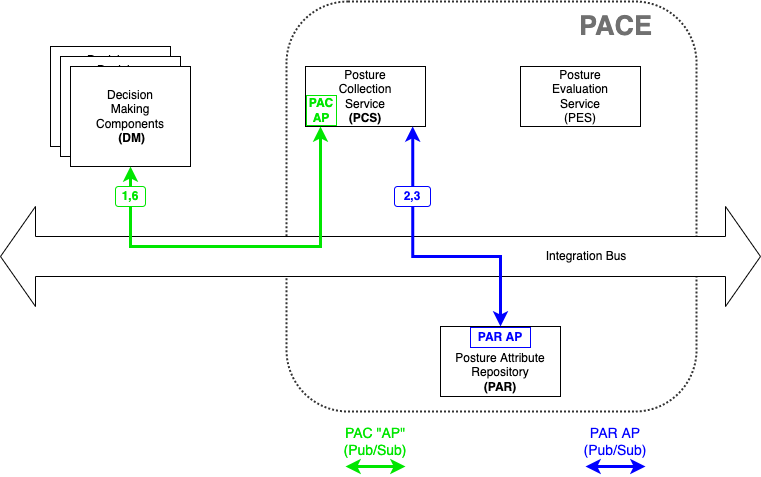 PACE
Decision
Making
Components
(DM)
Posture
Collection
Service
(PCS)
PAC
AP
Posture
Evaluation
Service
(PES)
1,6
2,3
Integration Bus
PAR AP
Posture Attribute
Repository
(PAR)
PAC "AP"
(Pub/Sub)
PAR AP
(Pub/Sub)